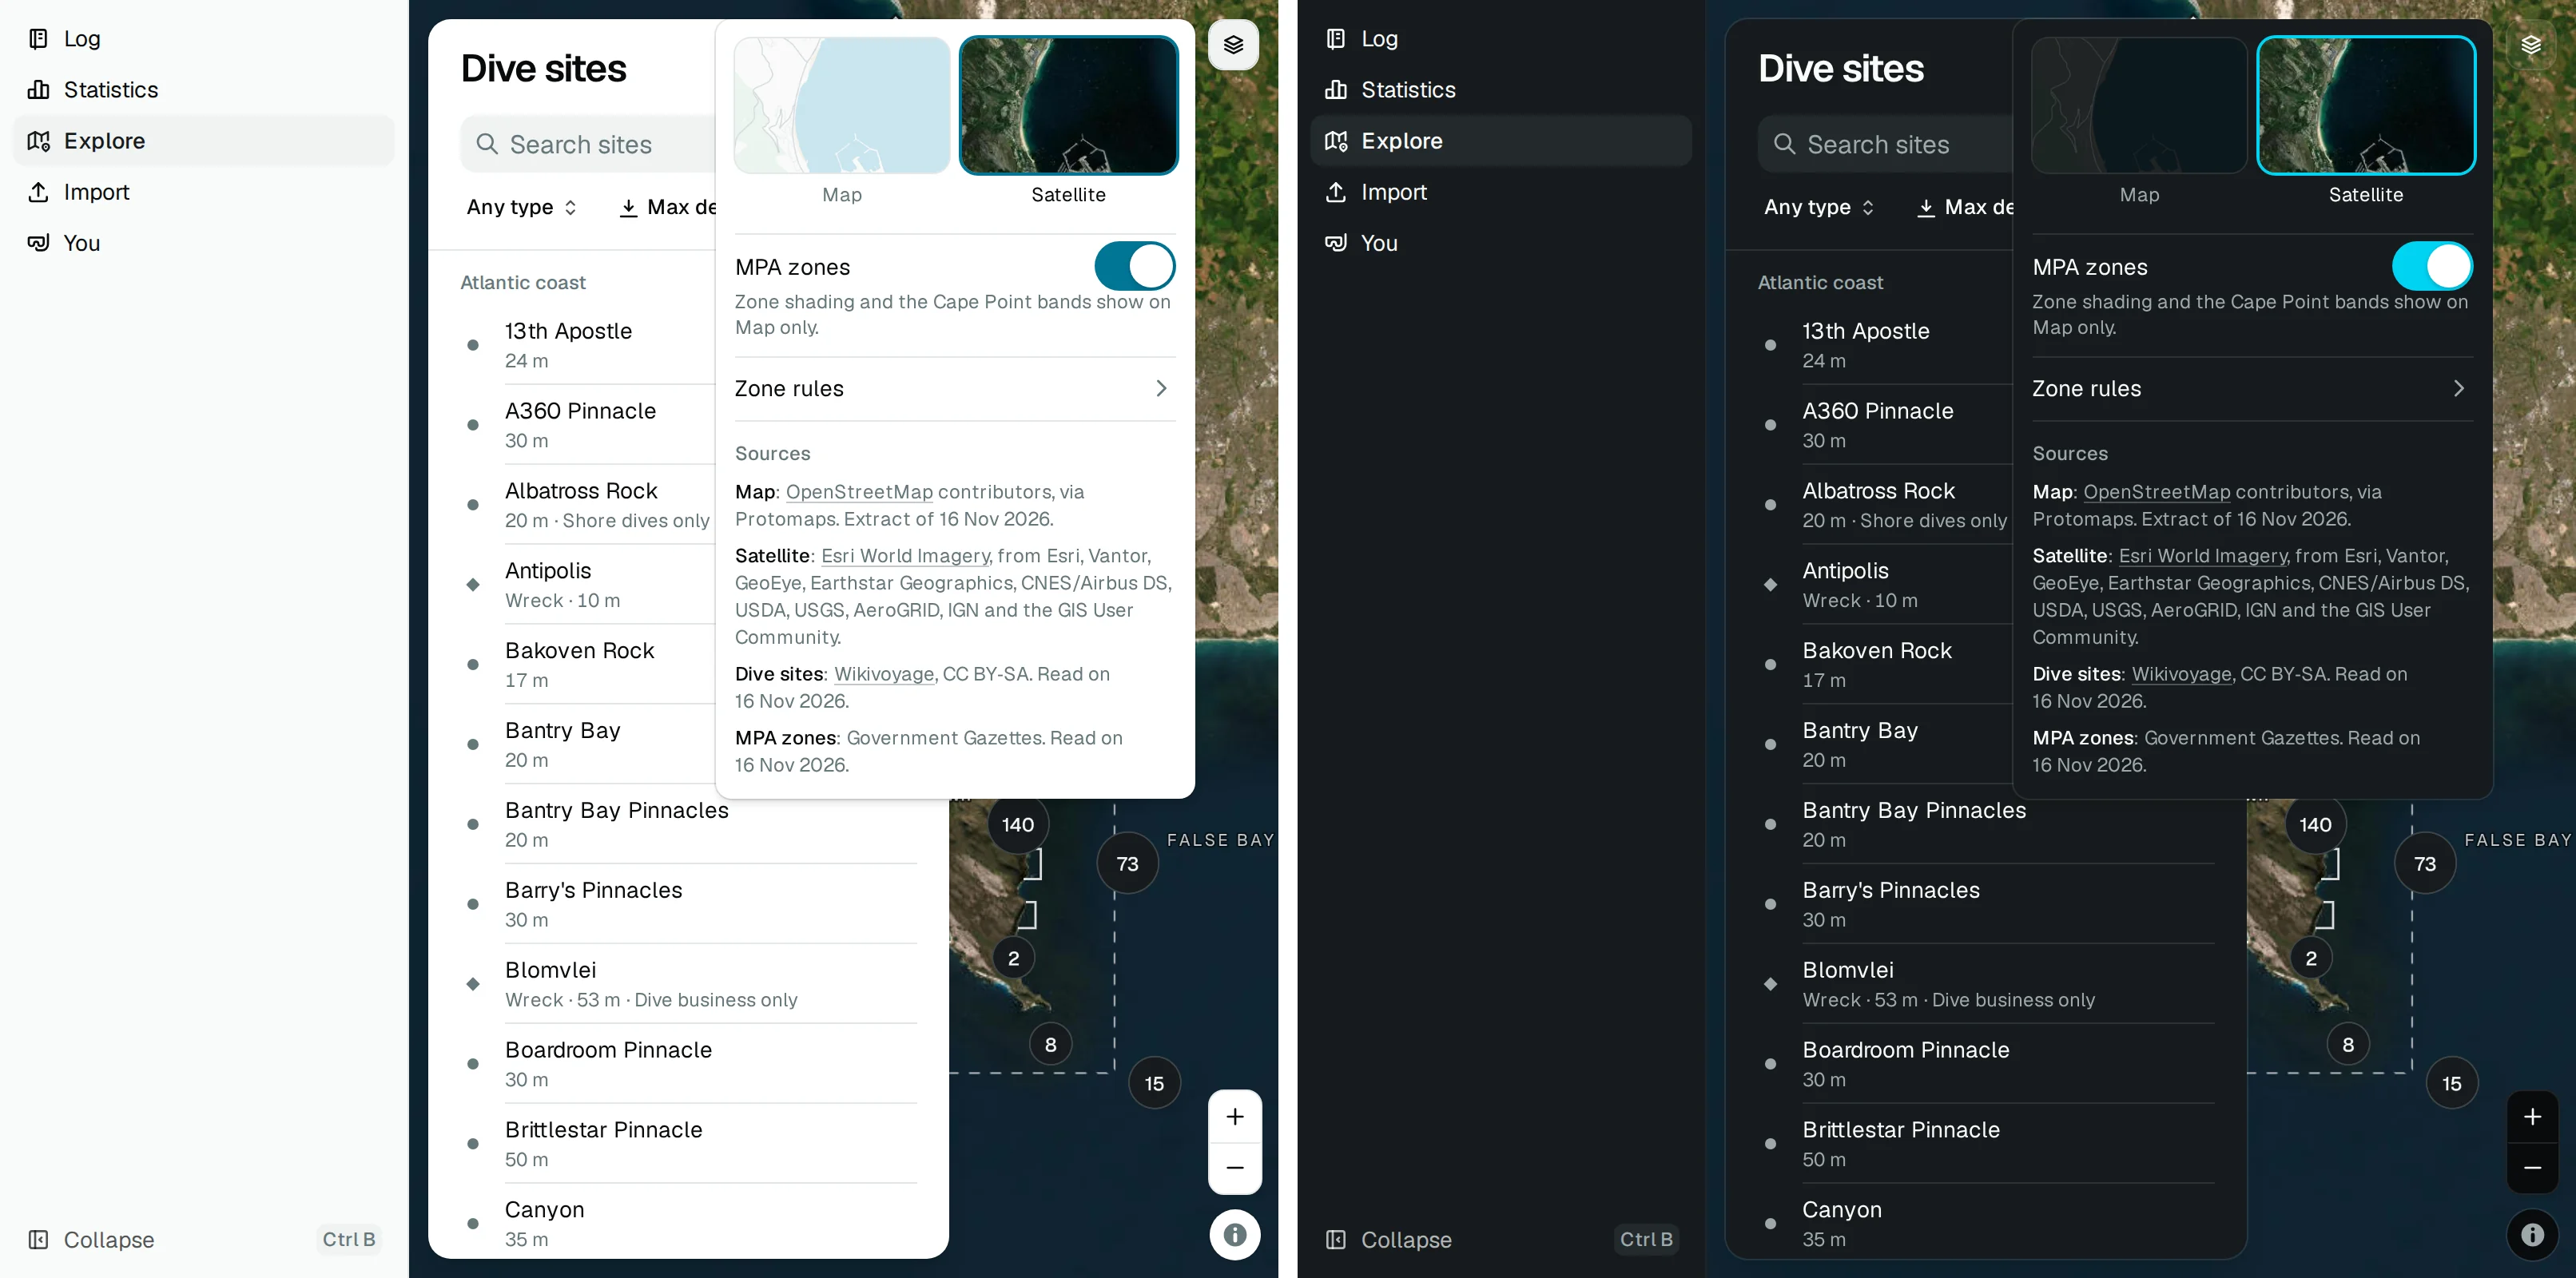 Log
Statistics
Explore
Import
You
Collapse
Ctrl B
Dive sites
Search sites
Any type
Max de
Atlantic coast
13th Apostle
24 m
A360 Pinnacle
30 m
Albatross Rock
20 m · Shore dives only
Antipolis
Wreck · 10 m
Bakoven Rock
17 m
Bantry Bay
20 m
Bantry Bay Pinnacles
20 m
Barry's Pinnacles
30 m
Blomvlei
Wreck · 53 m · Dive business only
Boardroom Pinnacle
30 m
Brittlestar Pinnacle
50 m
Canyon
35 m
Map
Satellite
MPA zones
Zone shading and the Cape Point bands show on
Map only.
Zone rules
Sources
Map: OpenStreetMap contributors, via
Protomaps. Extract of 16 Nov 2026.
Satellite: Esri World Imagery, from Esri, Vantor,
GeoEye, Earthstar Geographics, CNES/Airbus DS,
USDA, USGS, AeroGRID, IGN and the GIS User
Community.
Dive sites: Wikivoyage, CC BY-SA. Read on
16 Nov 2026.
MPA zones: Government Gazettes. Read on
16 Nov 2026.
140
73
FALSE BAY
2
8
15
Log
Statistics
Explore
Import
You
Collapse
Ctrl B
Dive sites
Search sites
Any type
Max de
Atlantic coast
13th Apostle
24 m
A360 Pinnacle
30 m
Albatross Rock
20 m · Shore dives only
Antipolis
Wreck · 10 m
Bakoven Rock
17 m
Bantry Bay
20 m
Bantry Bay Pinnacles
20 m
Barry's Pinnacles
30 m
Blomvlei
Wreck · 53 m · Dive business only
Boardroom Pinnacle
30 m
Brittlestar Pinnacle
50 m
Canyon
35 m
Map
Satellite
MPA zones
Zone shading and the Cape Point bands show on
Map only.
Zone rules
Sources
Map: OpenStreetMap contributors, via
Protomaps. Extract of 16 Nov 2026.
Satellite: Esri World Imagery, from Esri, Vantor,
GeoEye, Earthstar Geographics, CNES/Airbus DS,
USDA, USGS, AeroGRID, IGN and the GIS User
Community.
Dive sites: Wikivoyage, CC BY-SA. Read on
16 Nov 2026.
MPA zones: Government Gazettes. Read on
16 Nov 2026.
140
73
FALSE BAY
2
8
15